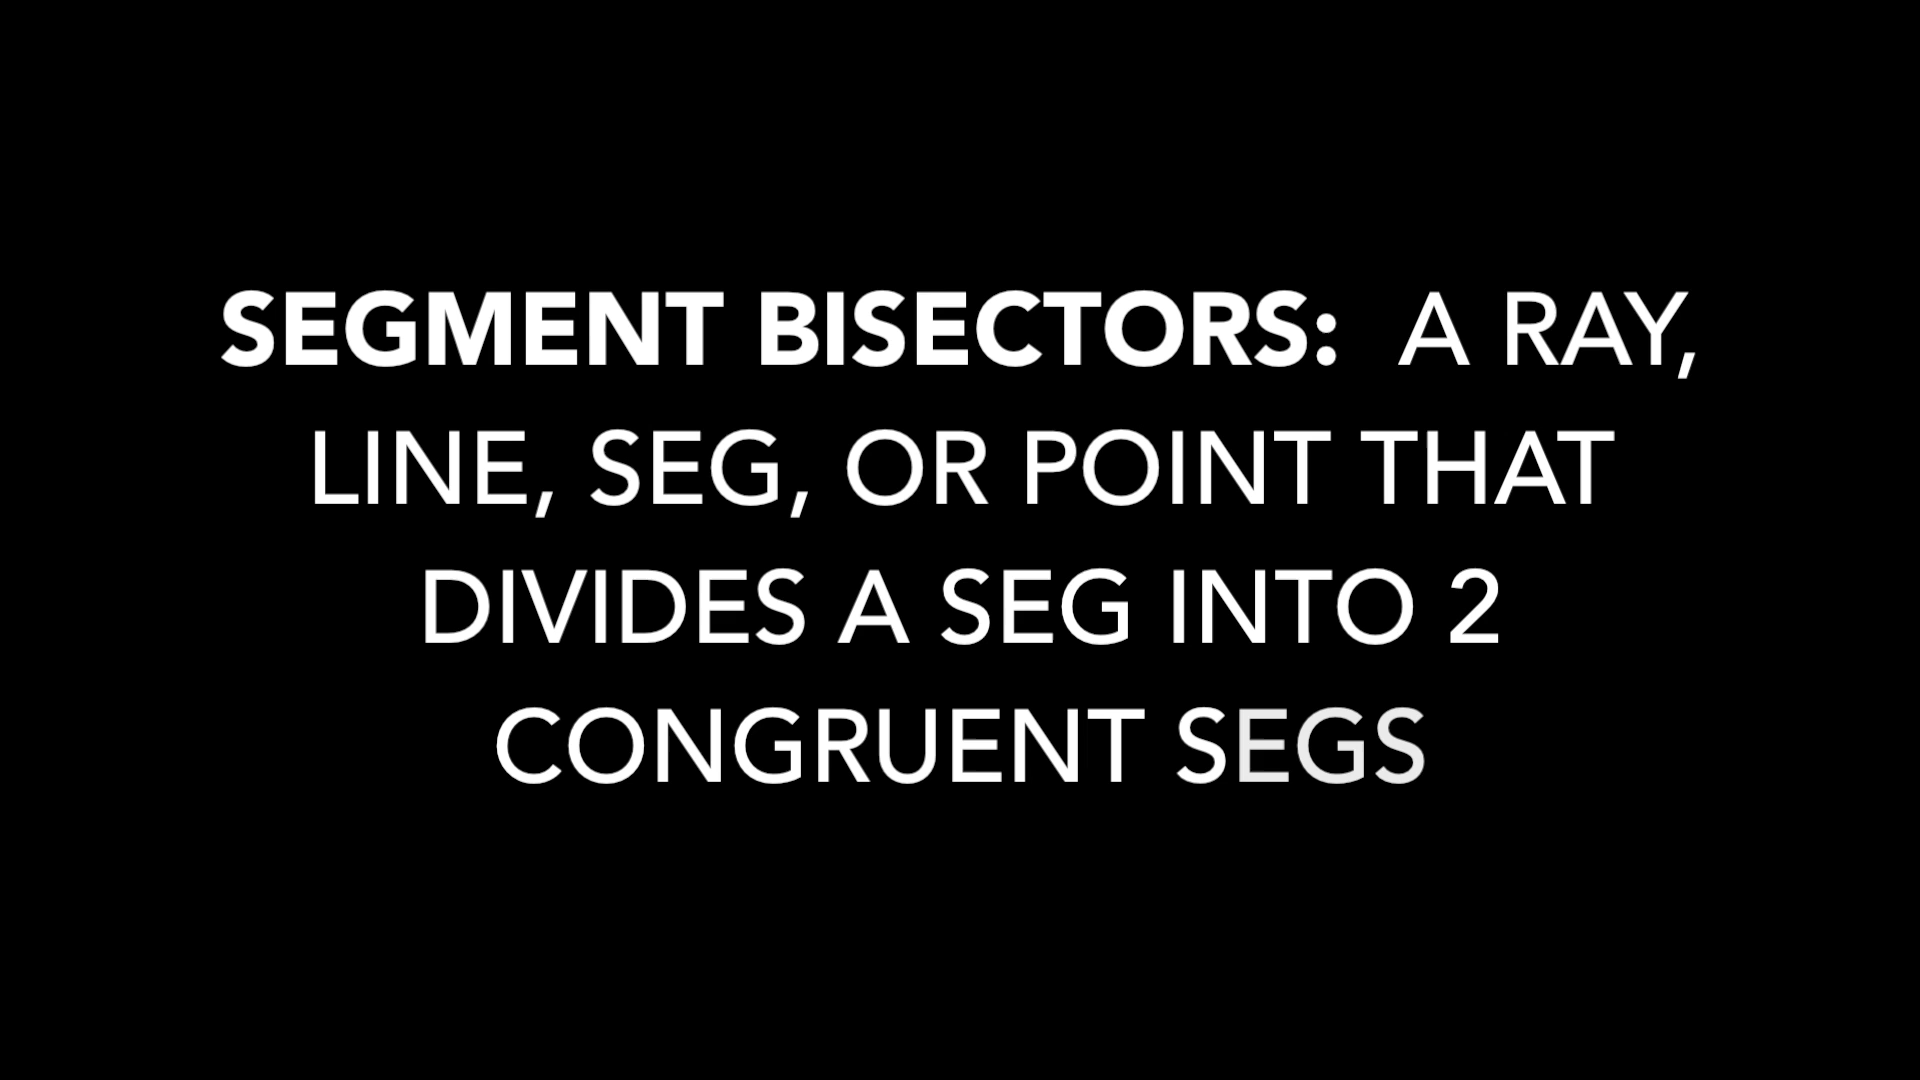 SEGMENT BISECTORS: A RAY,
LINE, SEG, OR POINT THAT
DIVIDES A SEG INTO 2
CONGRUENT SEGS